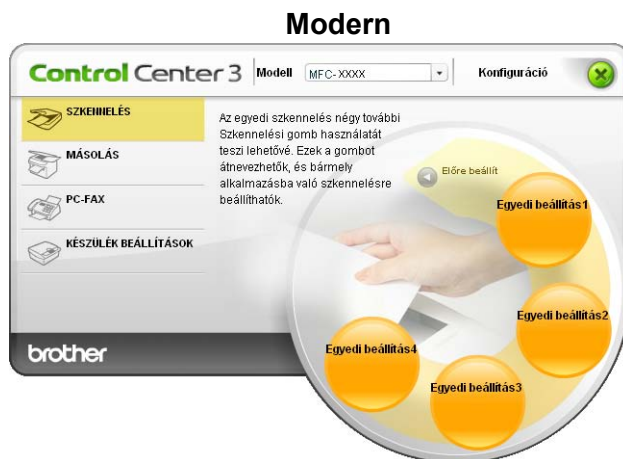 Modern
Control Center 3 Modell MFC-XXXX Konfiguráció
SZKENNELÉS
MÁSOLÁS
PC-FAX
KÉSZÜLÉK BEÁLLÍTÁSOK
Az egyedi szkennelés négy további
Szkennelési gomb használatát
teszi lehetővé. Ezek a gombot
átnevezhetők, és bármely
alkalmazásba való szkennelésre
beállíthatók.
Előre beállít
Egyedi beállítás1
Egyedi beállítás2
Egyedi beállítás3
Egyedi beállítás4
brother